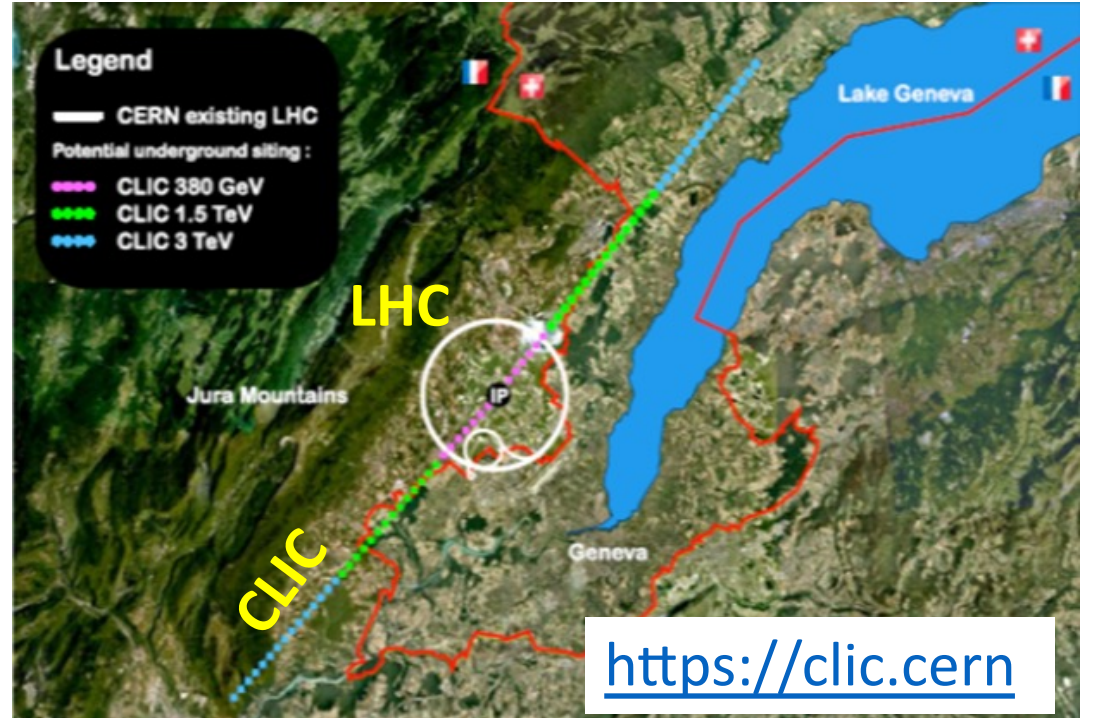 Legend
CERN existing LHC
Potential underground siting :
CLIC 380 GeV
CLIC 1.5 TeV
CLIC 3 TeV
Lake Geneva
LHC
Jura Mountains
IP
CLIC
Geneva
https://clic.cern